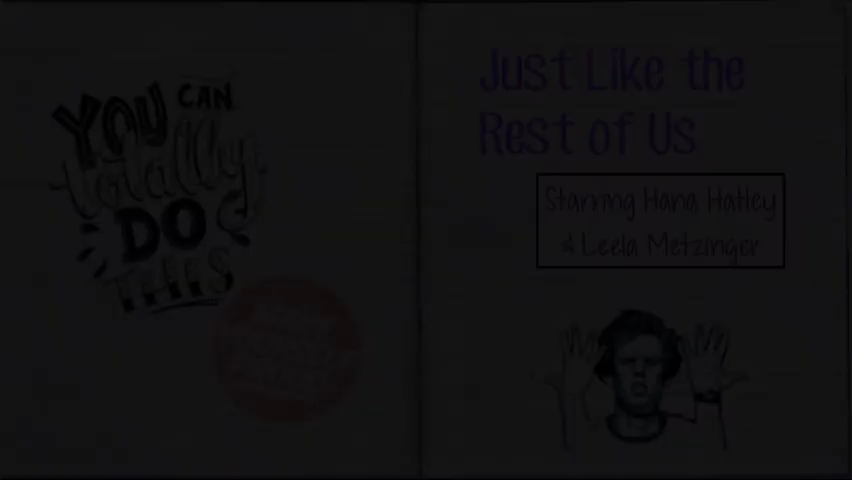 YOU CAN
totally
DO
THIS
Just Like the
Rest of Us
Starring Hana Hatley
& Leela Metzinger